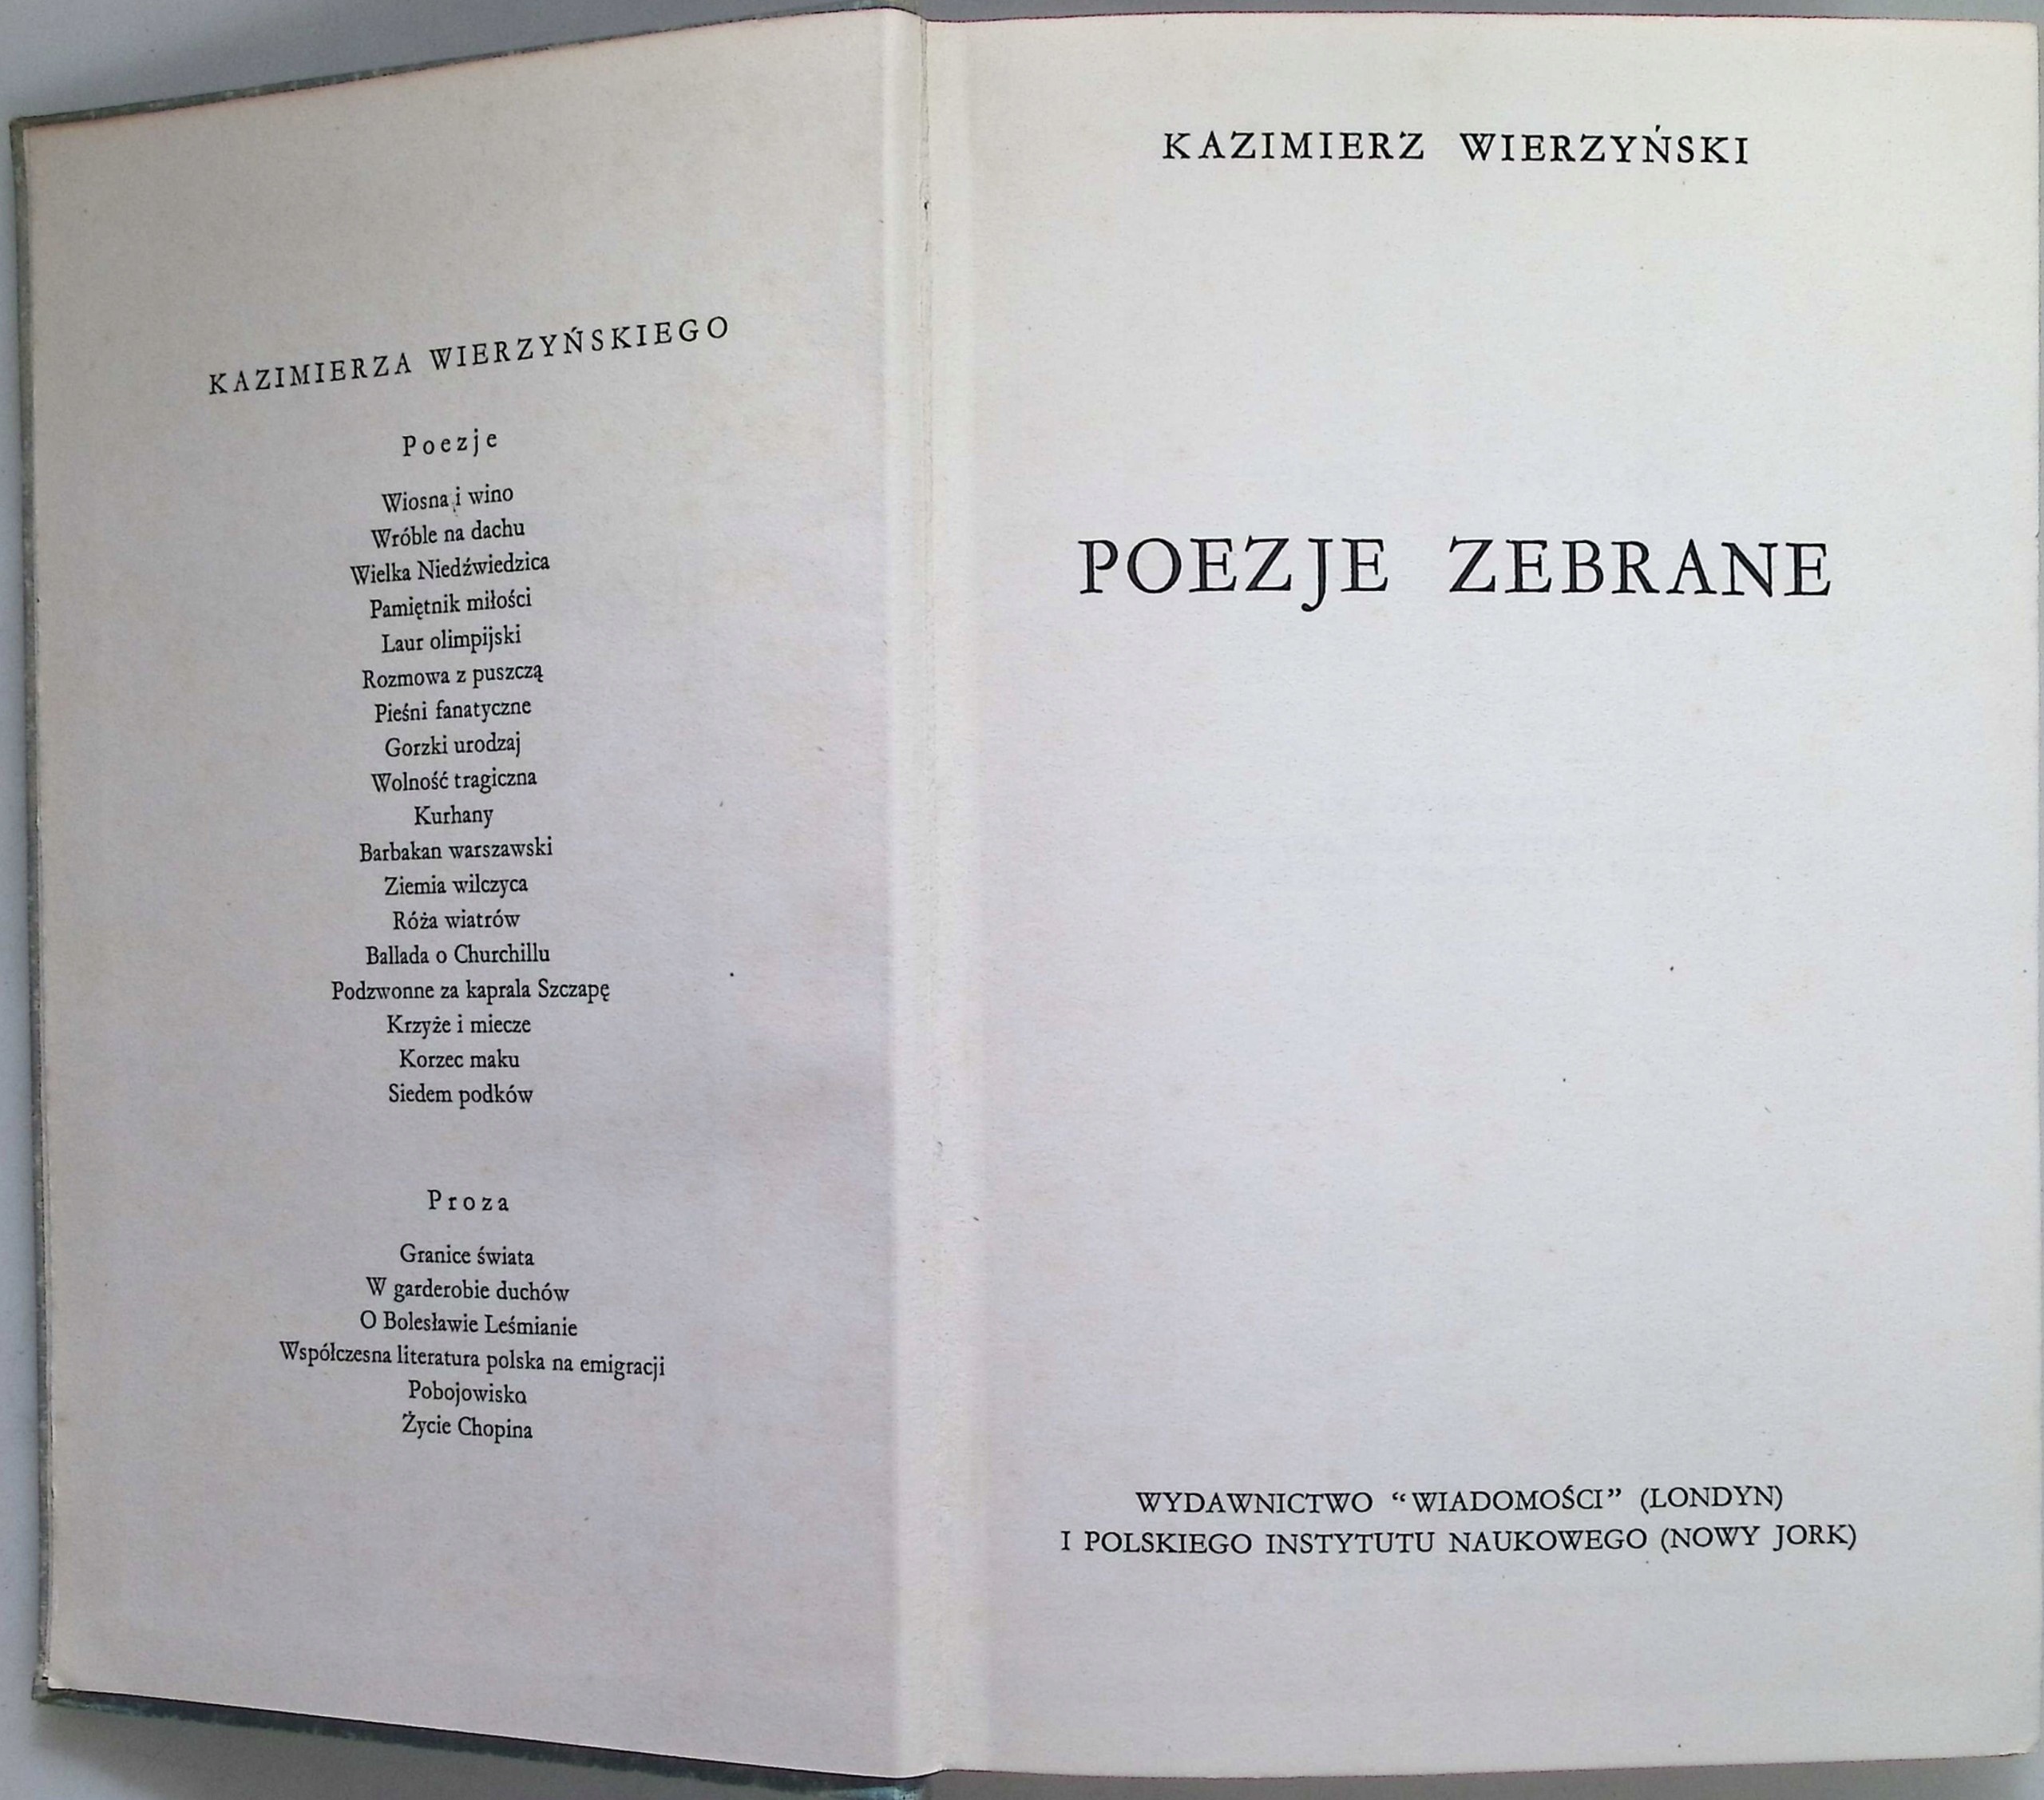 KAZIMIERZA WIERZYŃSKIEGO
Poezje
Wiosna i wino
Wróble na dachu
Wielka Niedźwiedzica
Pamiętnik miłości
Laur olimpijski
Rozmowa z puszczą
Pieśni fanatyczne
Gorzki urodzaj
Wolność tragiczna
Kurhany
Barbakan warszawski
Ziemia wilczyca
Róża wiatrów
Ballada o Churchillu
Podzwonne za kaprala Szczapę
Krzyże i miecze
Korzec maku
Siedem podków
Proza
Granice świata
W garderobie duchów
O Bolesławie Leśmianie
Współczesna literatura polska na emigracji
Pobojowisko
Życie Chopina
KAZIMIERZ WIERZYŃSKI
POEZJE ZEBRANE
WYDAWNICTWO “WIADOMOŚCI” (LONDYN)
I POLSKIEGO INSTYTUTU NAUKOWEGO (NOWY JORK)